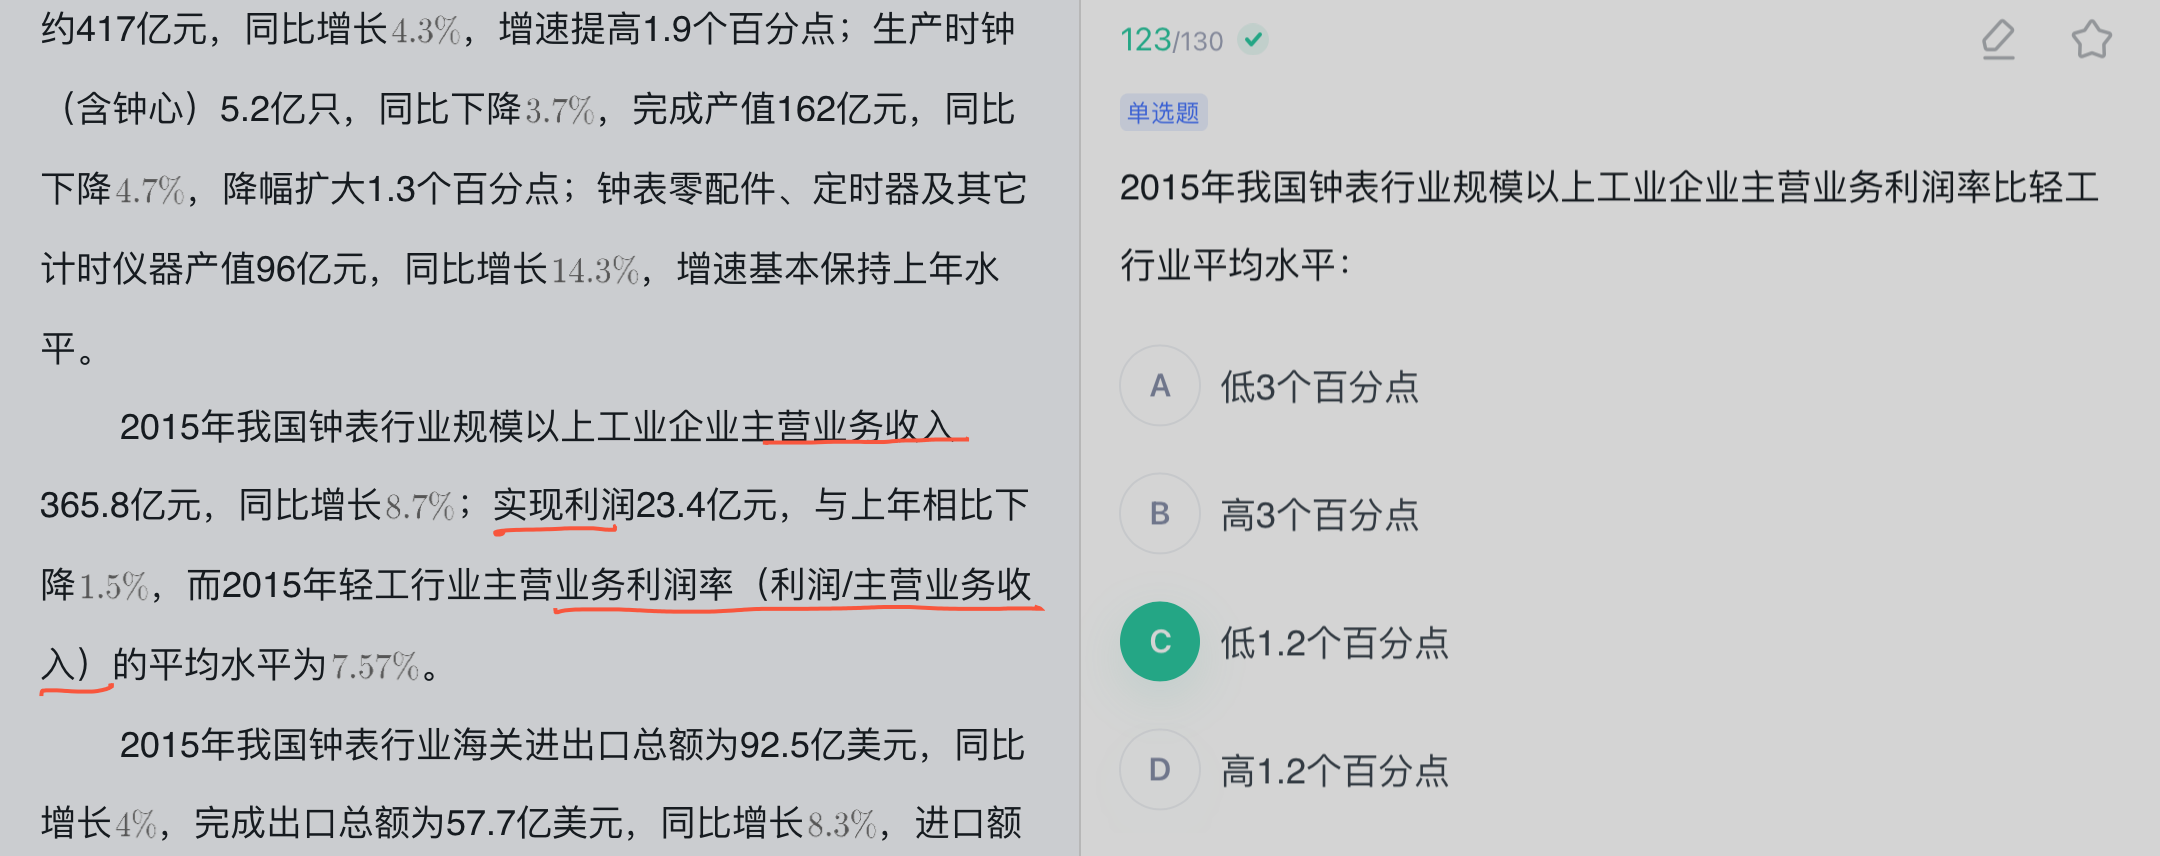 约417亿元，同比增长4.3%，增速提高1.9个百分点；生产时钟
（含钟心）5.2亿只，同比下降3.7%，完成产值162亿元，同比
下降4.7%，降幅扩大1.3个百分点；钟表零配件、定时器及其它
计时仪器产值96亿元，同比增长14.3%，增速基本保持上年水
平。
2015年我国钟表行业规模以上工业企业主营业务收入
365.8亿元，同比增长8.7%；实现利润23.4亿元，与上年相比下
降1.5%，而2015年轻工行业主营业务利润率（利润/主营业务收
入）的平均水平为7.57%。
2015年我国钟表行业海关进出口总额为92.5亿美元，同比
增长4%，完成出口总额为57.7亿美元，同比增长8.3%，进口额
123/130
单选题
2015年我国钟表行业规模以上工业企业主营业务利润率比轻工
行业平均水平：
A 低3个百分点
B 高3个百分点
C 低1.2个百分点
D 高1.2个百分点